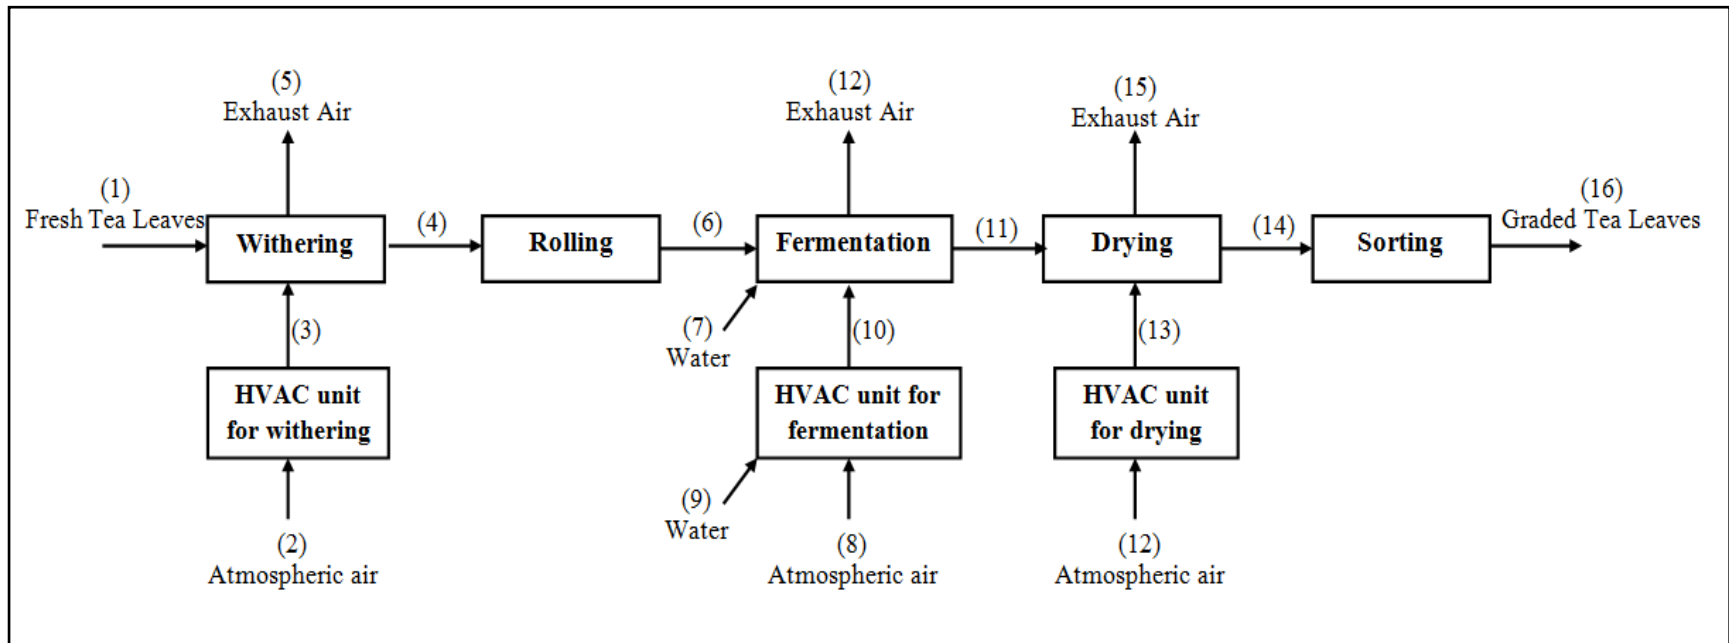 (5)
Exhaust Air
(12)
Exhaust Air
(15)
Exhaust Air
(1)
Fresh Tea Leaves
(16)
Graded Tea Leaves
Withering
(4)
Rolling
(6)
Fermentation
(11)
Drying
(14)
Sorting
(3)
(7)
Water
(10)
(13)
HVAC unit
for withering
HVAC unit for
fermentation
HVAC unit
for drying
(9)
Water
(2)
Atmospheric air
(8)
Atmospheric air
(12)
Atmospheric air